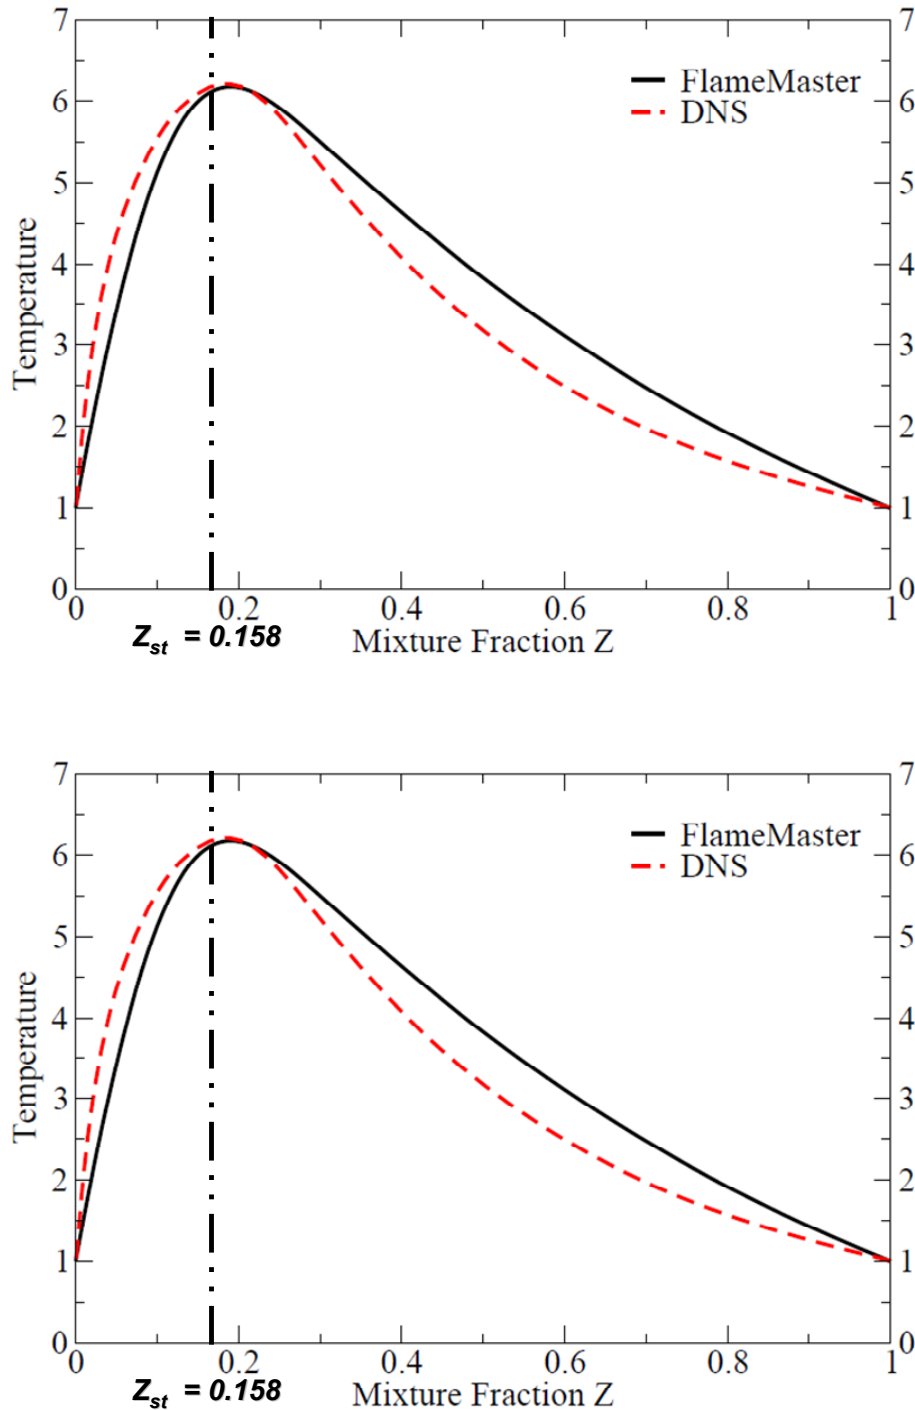 7 7
FlameMaster
6 6
DNS
5 5
4 4
Temperature
3 3
2 2
1 1
0 0
0 0.2 0.4 0.6 0.8 1
Zst = 0.158 Mixture Fraction Z
7 7
FlameMaster
6 6
DNS
5 5
4 4
Temperature
3 3
2 2
1 1
0 0
0 0.2 0.4 0.6 0.8 1
Zst = 0.158 Mixture Fraction Z